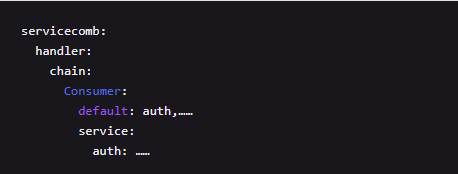 servicecomb:
  handler:
    chain:
      Consumer:
        default: auth,……
        service:
          auth: ……